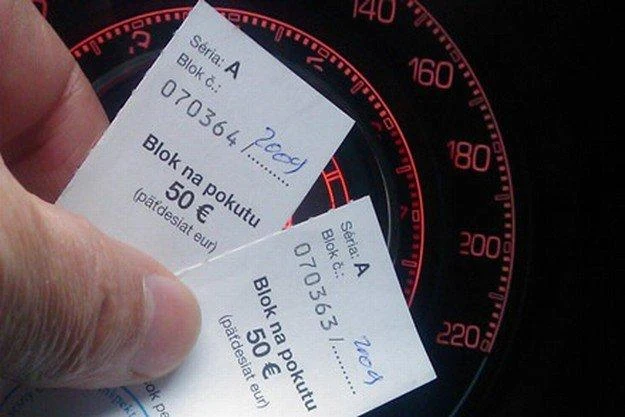 Séria: A
Blok č.:
070364 /2009
Blok na pokutu
50 €
(päťdesiat eur)
Séria: A
Blok č.:
070363 /2009
Blok na pokutu
50 €
(päťdesiat eur)
140
160
180
200
220